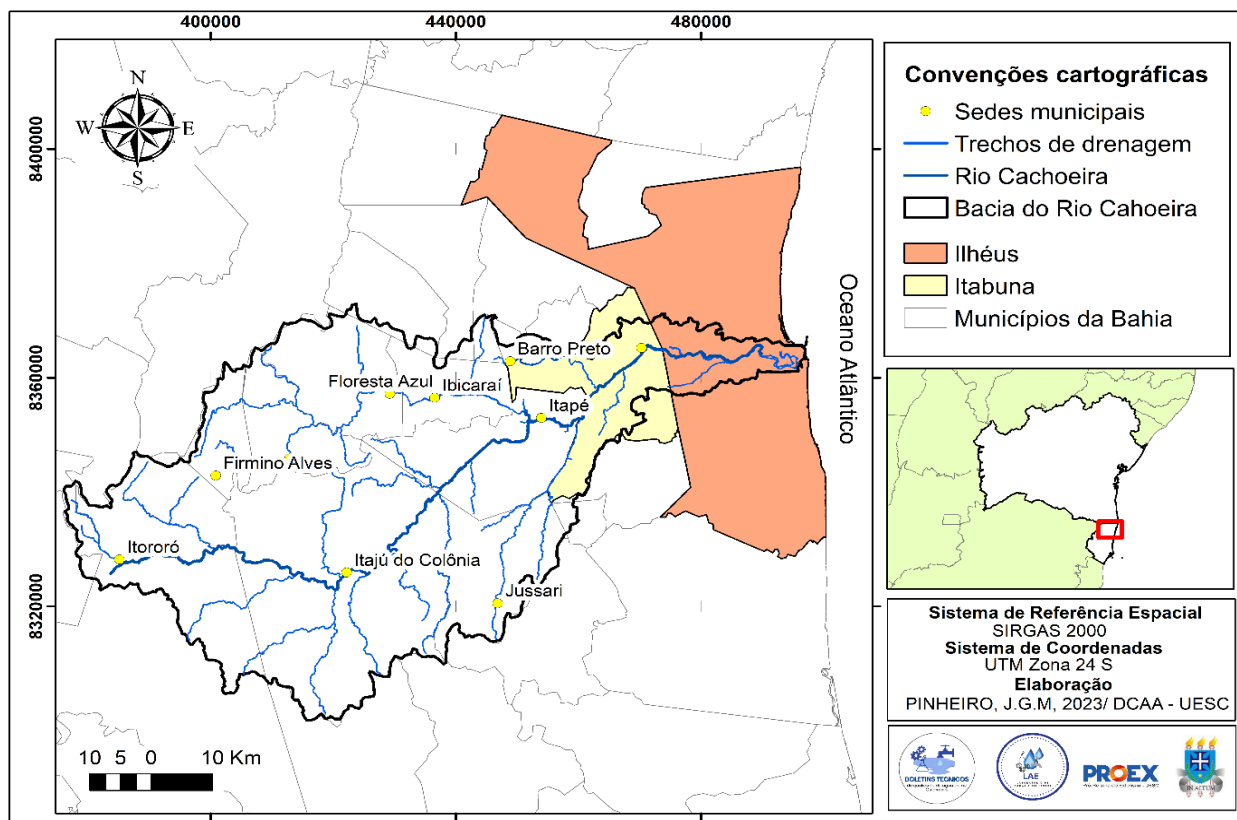 400000
440000
480000
8400000
8360000
8320000
N
W
E
S
Oceano Atlântico
Barro Preto
Floresta Azul
Ibicaraí
Itapé
Firmino Alves
Itororó
Itajú do Colônia
Jussari
10 5 0 10 Km
Convenções cartográficas
Sedes municipais
Trechos de drenagem
Rio Cachoeira
Bacia do Rio Cahoeira
Ilhéus
Itabuna
Municípios da Bahia
Sistema de Referência Espacial
SIRGAS 2000
Sistema de Coordenadas
UTM Zona 24 S
Elaboração
PINHEIRO, J.G.M, 2023/ DCAA - UESC
BOLETINS TECNICOS
LAE
PROEX